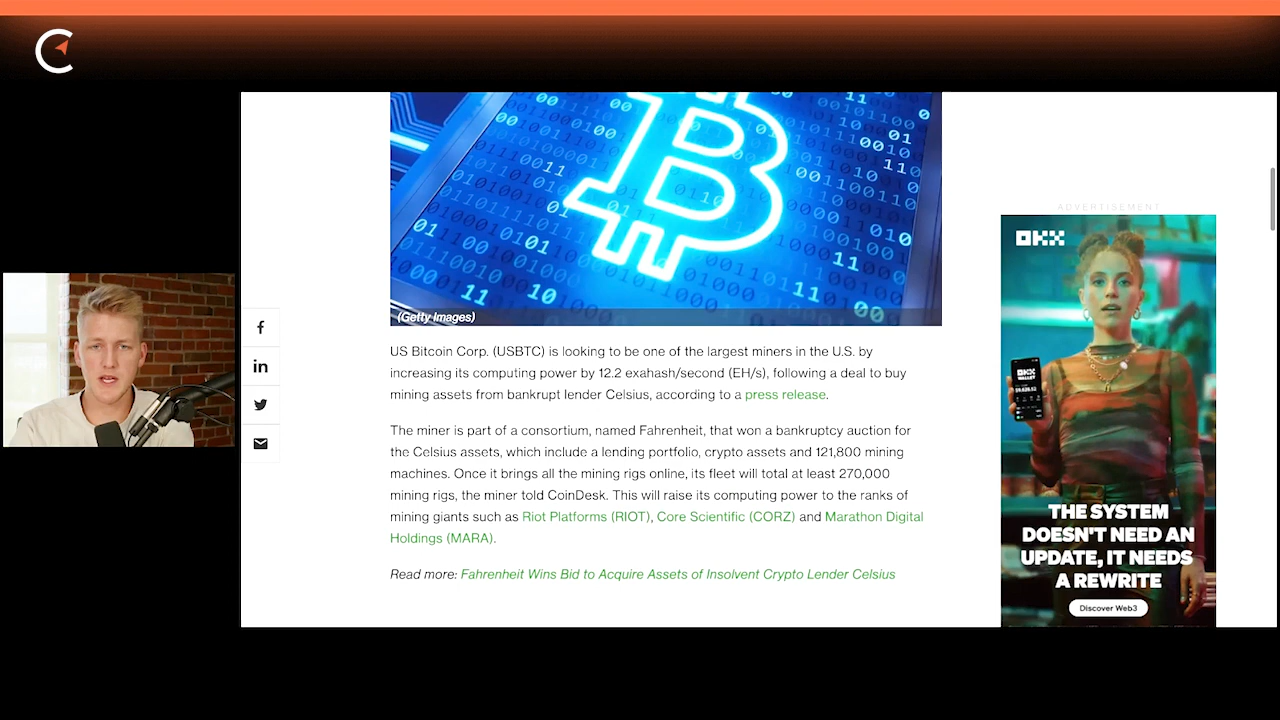 (Getty Images)
US Bitcoin Corp. (USBTC) is looking to be one of the largest miners in the U.S. by
increasing its computing power by 12.2 exahash/second (EH/s), following a deal to buy
mining assets from bankrupt lender Celsius, according to a press release.
The miner is part of a consortium, named Fahrenheit, that won a bankruptcy auction for
the Celsius assets, which include a lending portfolio, crypto assets and 121,800 mining
machines. Once it brings all the mining rigs online, its fleet will total at least 270,000
mining rigs, the miner told CoinDesk. This will raise its computing power to the ranks of
mining giants such as Riot Platforms (RIOT), Core Scientific (CORZ) and Marathon Digital
Holdings (MARA).
Read more: Fahrenheit Wins Bid to Acquire Assets of Insolvent Crypto Lender Celsius
ADVERTISEMENT
OKX
OKX
WALLET
THE SYSTEM
DOESN'T NEED AN
UPDATE, IT NEEDS
A REWRITE
Discover Web3